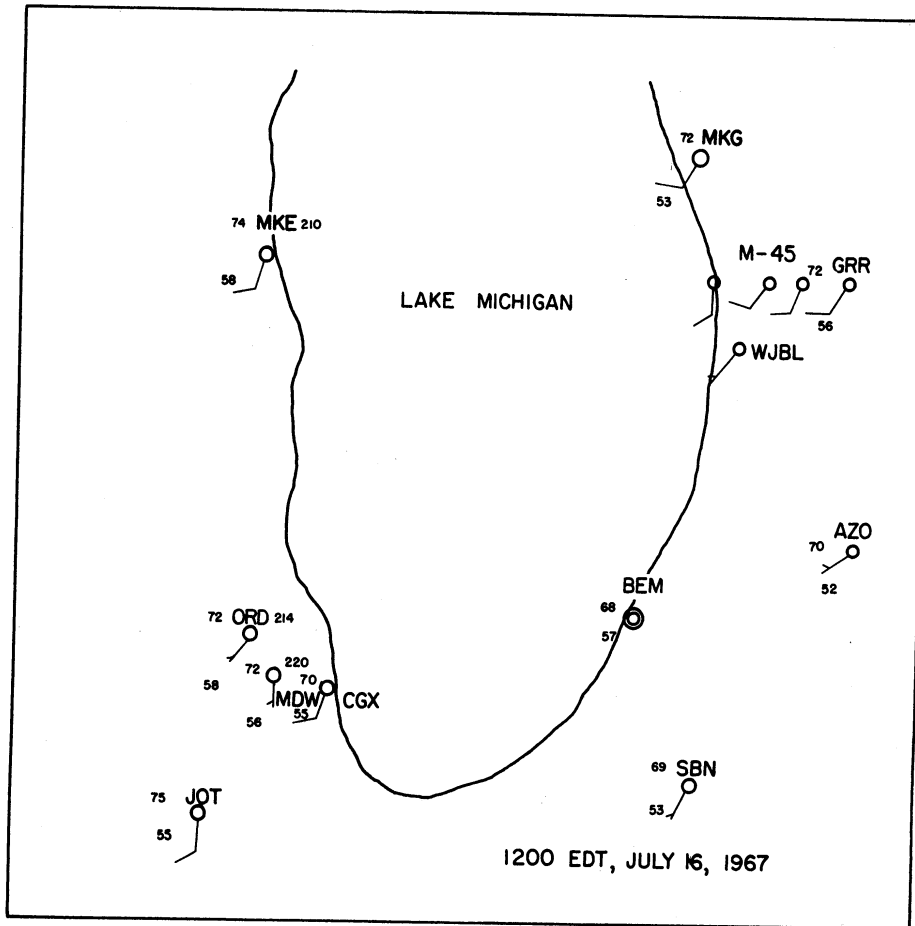 72 MKG
53
74 MKE 210
58
M-45
72 GRR
56
LAKE MICHIGAN
WJBL
AZO
70
52
BEM
68
57
72 ORD 214
58
72 220
MDW
56
70
CGX
55
69 SBN
53
75 JOT
55
1200 EDT, JULY 16, 1967